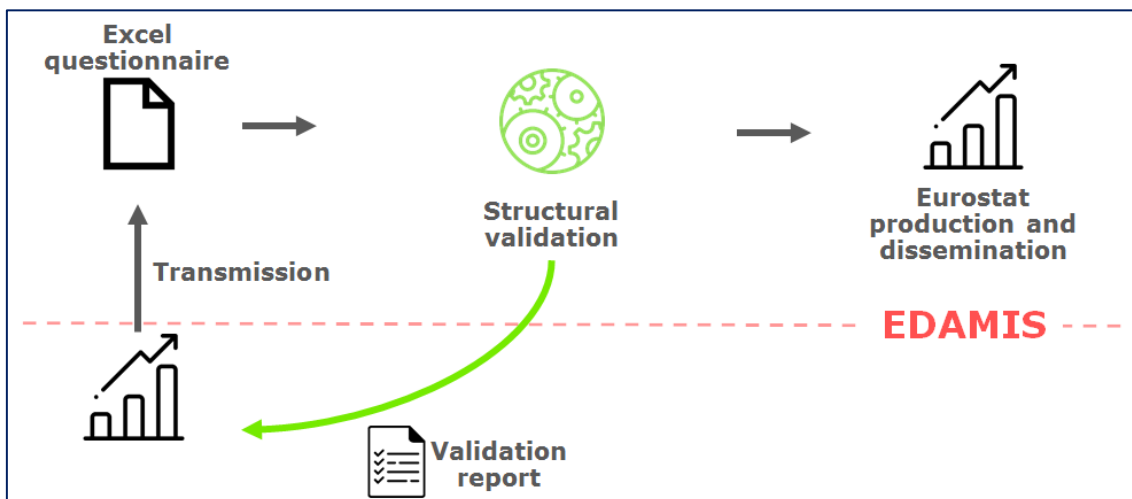 Excel
questionnaire
Structural
validation
Eurostat
production and
dissemination
Transmission
EDAMIS
Validation
report